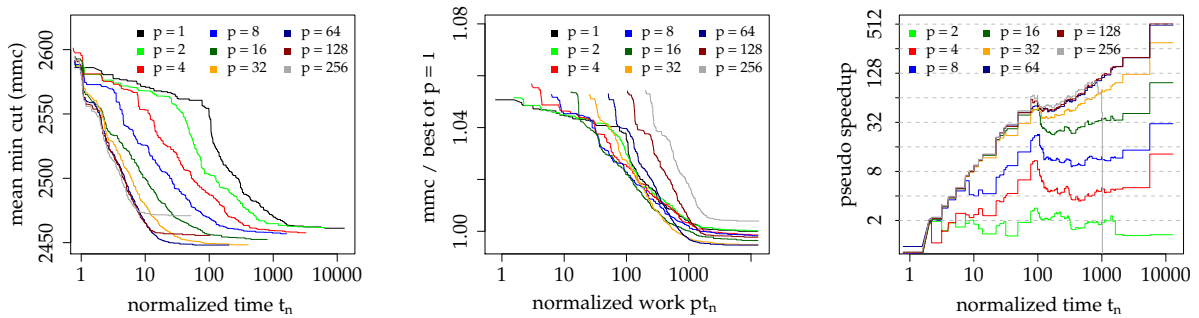 mean min cut (mmc)
2600
2550
2500
2450
p = 1
p = 8
p = 64
p = 2
p = 16
p = 128
p = 4
p = 32
p = 256
1
10
100
1000
10000
normalized time tn
mmc / best of p = 1
1.08
1.04
1.00
p = 1
p = 8
p = 64
p = 2
p = 16
p = 128
p = 4
p = 32
p = 256
1
10
100
1000
normalized work ptn
pseudo speedup
512
128
32
8
2
p = 2
p = 16
p = 128
p = 4
p = 32
p = 256
p = 8
p = 64
1
10
100
1000
10000
normalized time tn